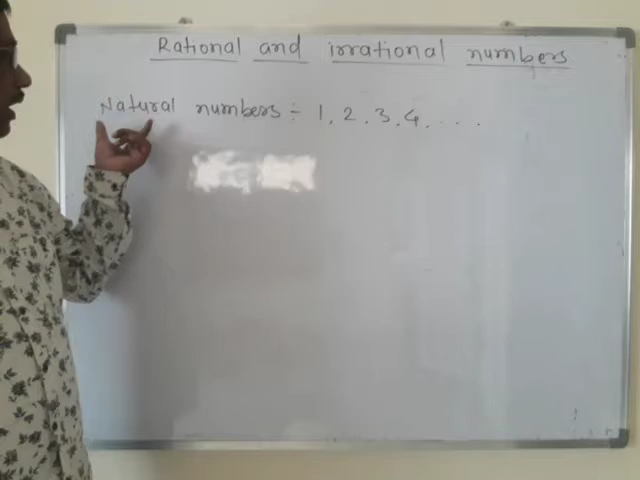 Rational and irrational numbers
Natural numbers ÷ 1, 2, 3, 4, ....